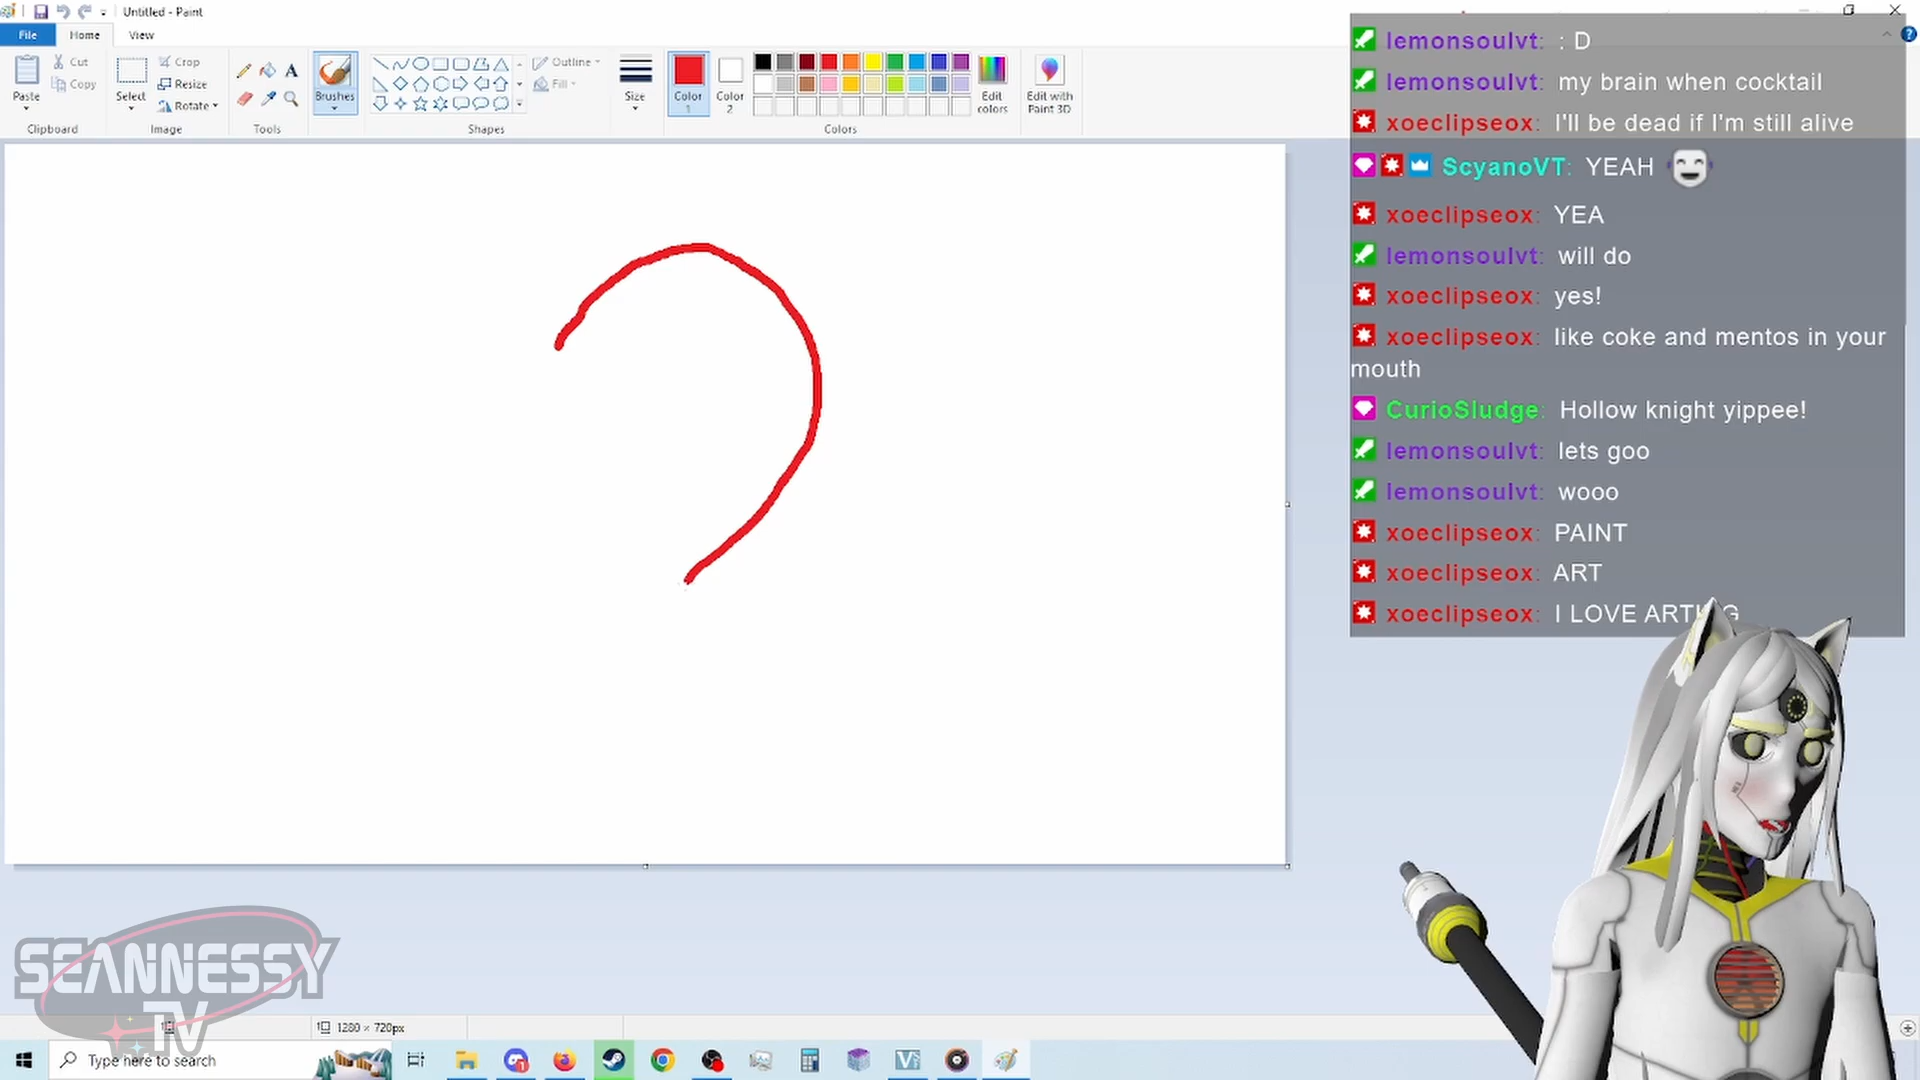 Untitled - Paint
File
Home
View
Paste
Cut
Copy
Clipboard
Select
Crop
Resize
Rotate
Image
A
Tools
Brushes
Outline
Fill
Shapes
Size
Color 1
Color 2
Colors
Edit colors
Edit with Paint 3D
lemonsoulvt: : D
lemonsoulvt: my brain when cocktail
xoeclipseox: I'll be dead if I'm still alive
ScyanoVT: YEAH
xoeclipseox: YEA
lemonsoulvt: will do
xoeclipseox: yes!
xoeclipseox: like coke and mentos in your
mouth
CurioSludge: Hollow knight yippee!
lemonsoulvt: lets goo
lemonsoulvt: wooo
xoeclipseox: PAINT
xoeclipseox: ART
xoeclipseox: I LOVE
SEANNESSY
TV
1280 × 720px
Type here to search